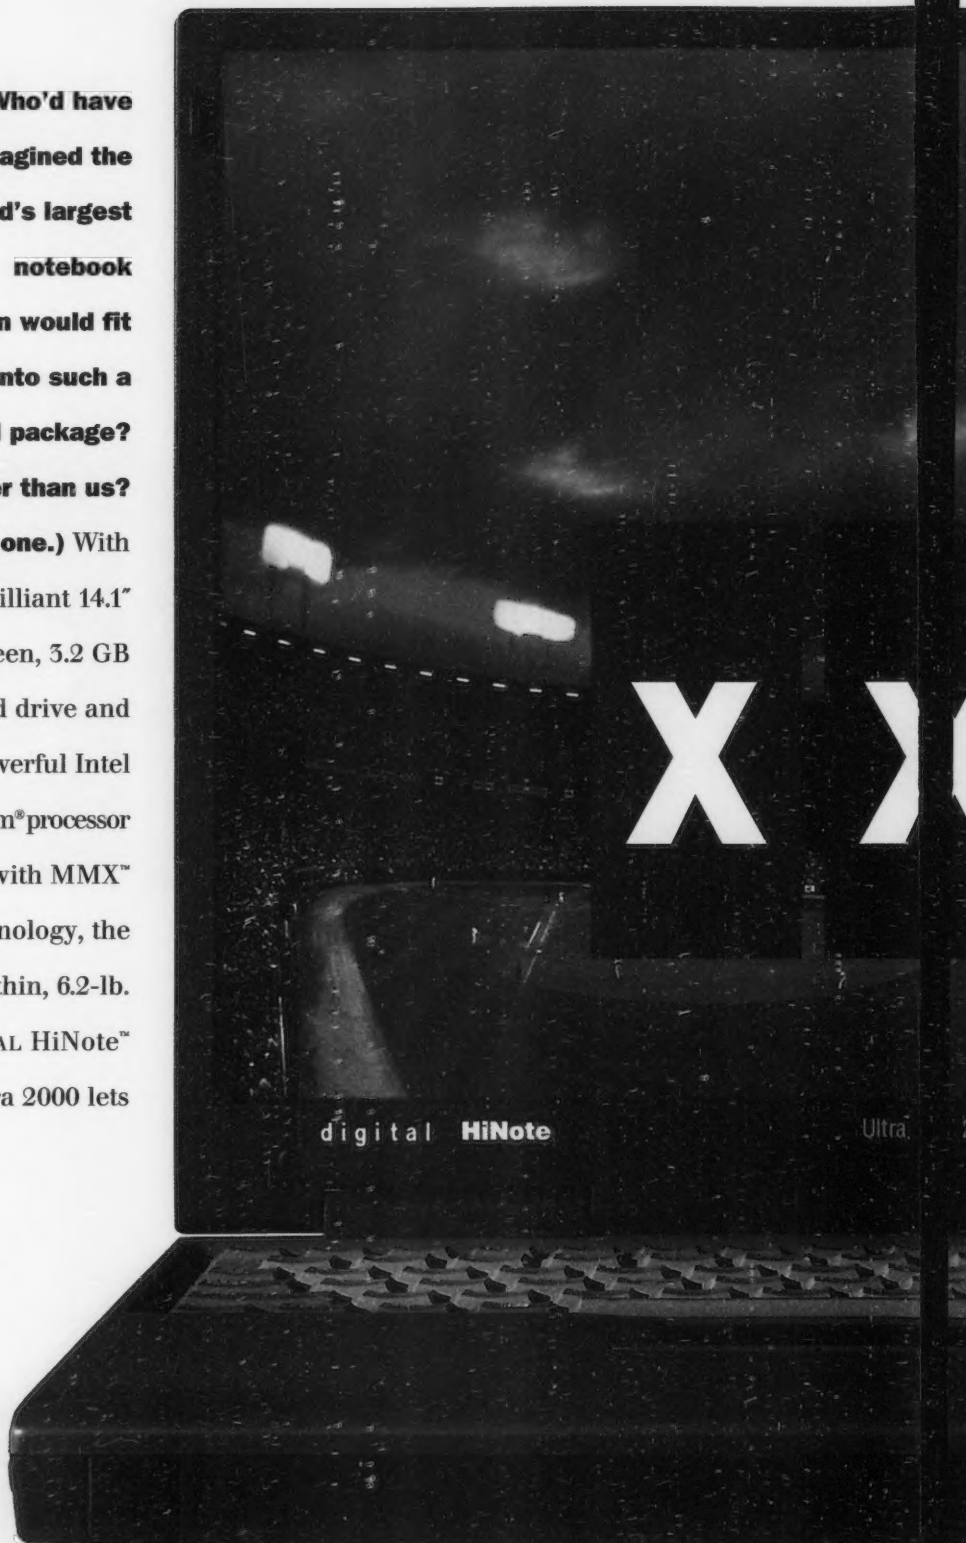 Who'd have
agined the
d's largest
notebook
n would fit
nto such a
package?
r than us?
one.) With
illiant 14.1″
een, 3.2 GB
d drive and
verful Intel
m® processor
with MMX™
nology, the
thin, 6.2-lb.
AL HiNote™
ra 2000 lets
X X
digital HiNote Ultra 2